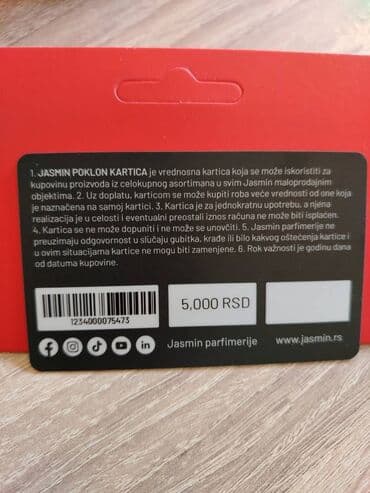 1. JASMIN POKLON KARTICA je vrednosna kartica koja se može iskoristiti za
kupovinu proizvoda iz celokupnog asortimana u svim Jasmin maloprodajnim
objektima. 2. Uz doplatu, karticom se može kupiti roba veće vrednosti od one koja
je naznačena na samoj kartici. 3. Kartica je za jednokratnu upotrebu, a njena
realizacija je u celosti i eventualni preostali iznos računa ne može biti isplaćen.
4. Kartica se ne može dopuniti i ne može se unovčiti. 5. Jasmin parfimerije ne
preuzimaju odgovornost u slučaju gubitka, krađe ili bilo kakvog oštećenja kartice i
u ovim situacijama kartice ne mogu biti zamenjene. 6. Rok važnosti je godinu dana
od datuma kupovine.
1234000075473
5,000 RSD
Jasmin parfimerije
www.jasmin.rs